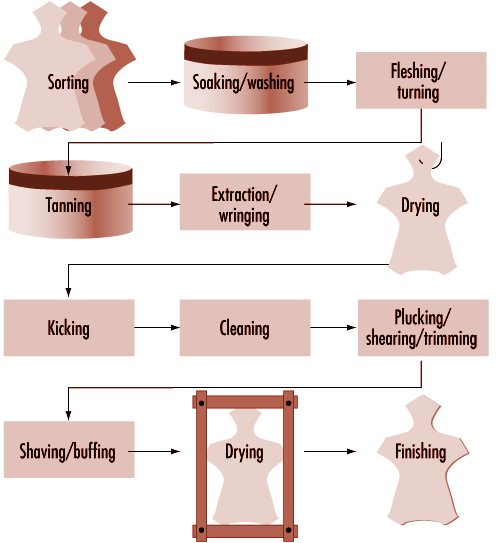 Sorting
Soaking/washing
Fleshing/
turning
Tanning
Extraction/
wringing
Drying
Kicking
Cleaning
Plucking/
shearing/trimming
Shaving/buffing
Drying
Finishing